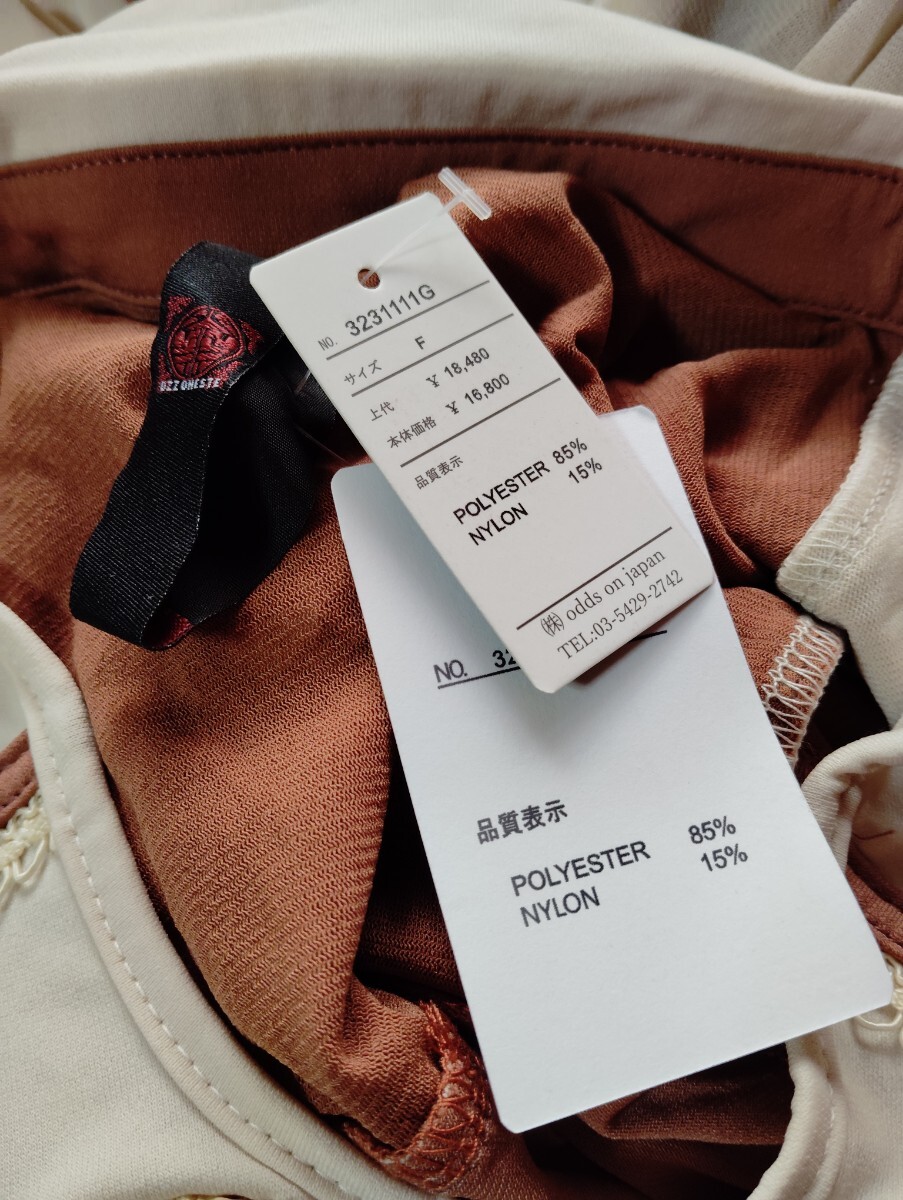 NO. 3231111G
サイズ F
上代 ¥ 18,480
本体価格 ¥ 16,800
品質表示
POLYESTER 85%
NYLON 15%
㈱ odds on japan
TEL:03-5429-2742
NO. 32
品質表示
POLYESTER 85%
NYLON 15%